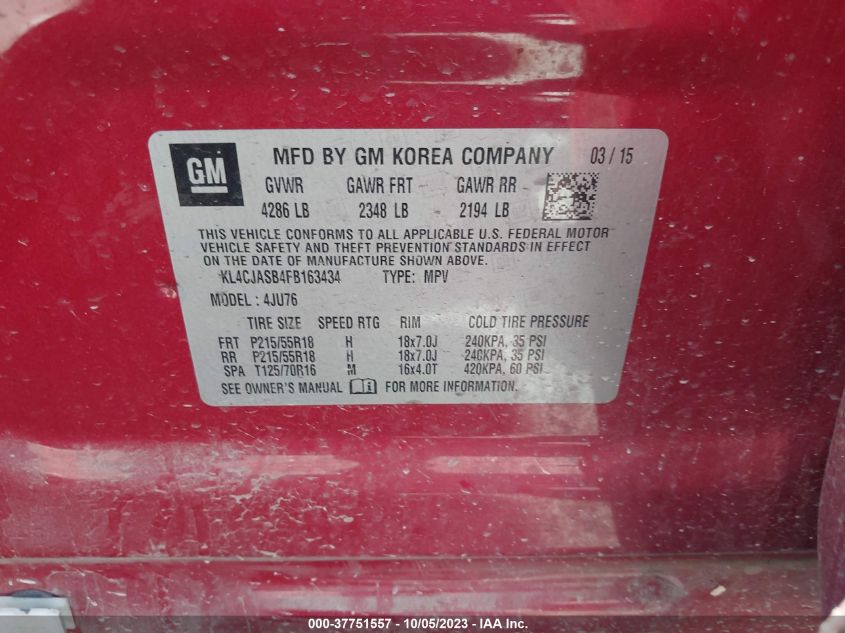 GM MFD BY GM KOREA COMPANY 03/15
GVWR GAWR FRT GAWR RR
4286 LB 2348 LB 2194 LB
THIS VEHICLE CONFORMS TO ALL APPLICABLE U.S. FEDERAL MOTOR
VEHICLE SAFETY AND THEFT PREVENTION STANDARDS IN EFFECT
ON THE DATE OF MANUFACTURE SHOWN ABOVE.
KL4CJASB4FB163434 TYPE: MPV
MODEL: 4JU76
TIRE SIZE SPEED RTG RIM COLD TIRE PRESSURE
FRT P215/55R18 H 18x7.0J 240KPA, 35 PSI
RR P215/55R18 H 18x7.0J 240KPA, 35 PSI
SPA T125/70R16 M 16x4.0T 420KPA, 60 PSI
SEE OWNER'S MANUAL FOR MORE INFORMATION.
000-37751557 - 10/05/2023 - IAA Inc.